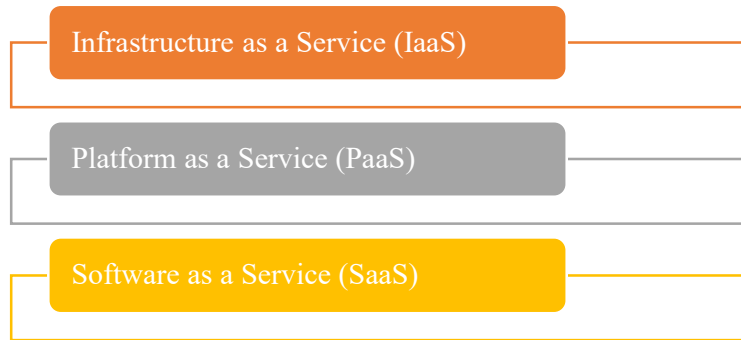 Infrastructure as a Service (IaaS)
Platform as a Service (PaaS)
Software as a Service (SaaS)